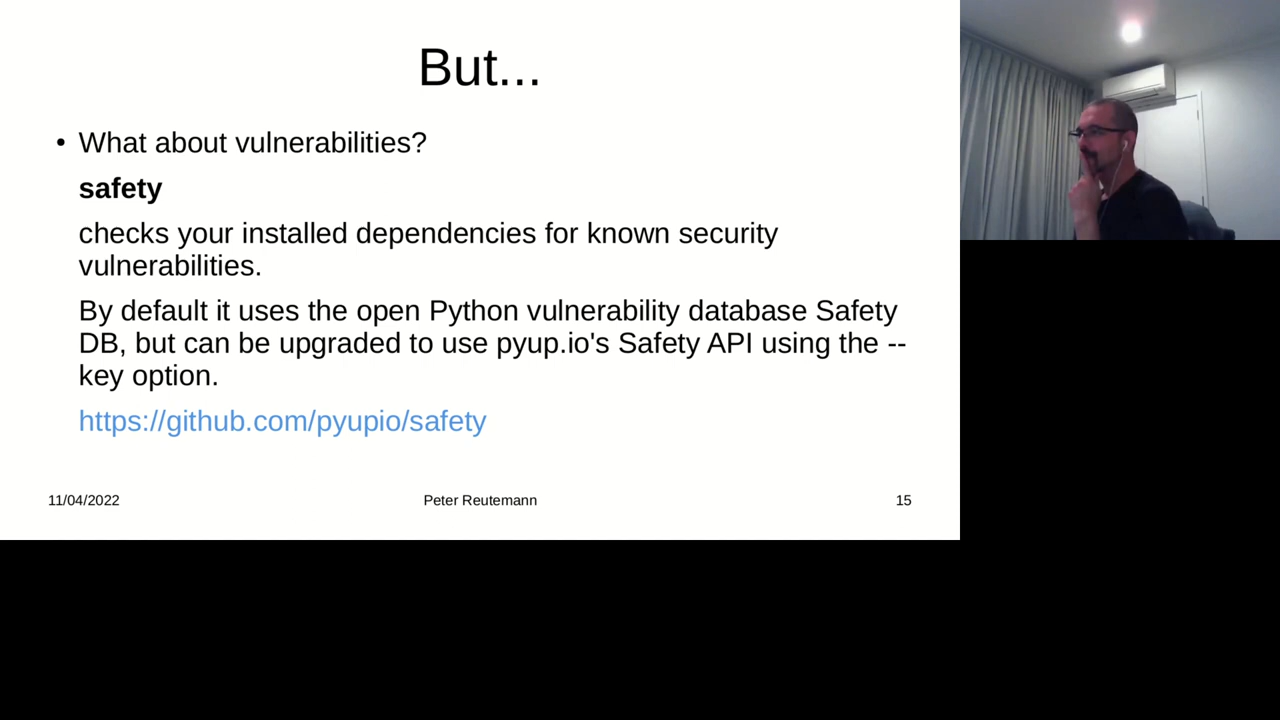 But...
• What about vulnerabilities?
safety
checks your installed dependencies for known security
vulnerabilities.
By default it uses the open Python vulnerability database Safety
DB, but can be upgraded to use pyup.io's Safety API using the --
key option.
https://github.com/pyupio/safety
11/04/2022
Peter Reutemann
15